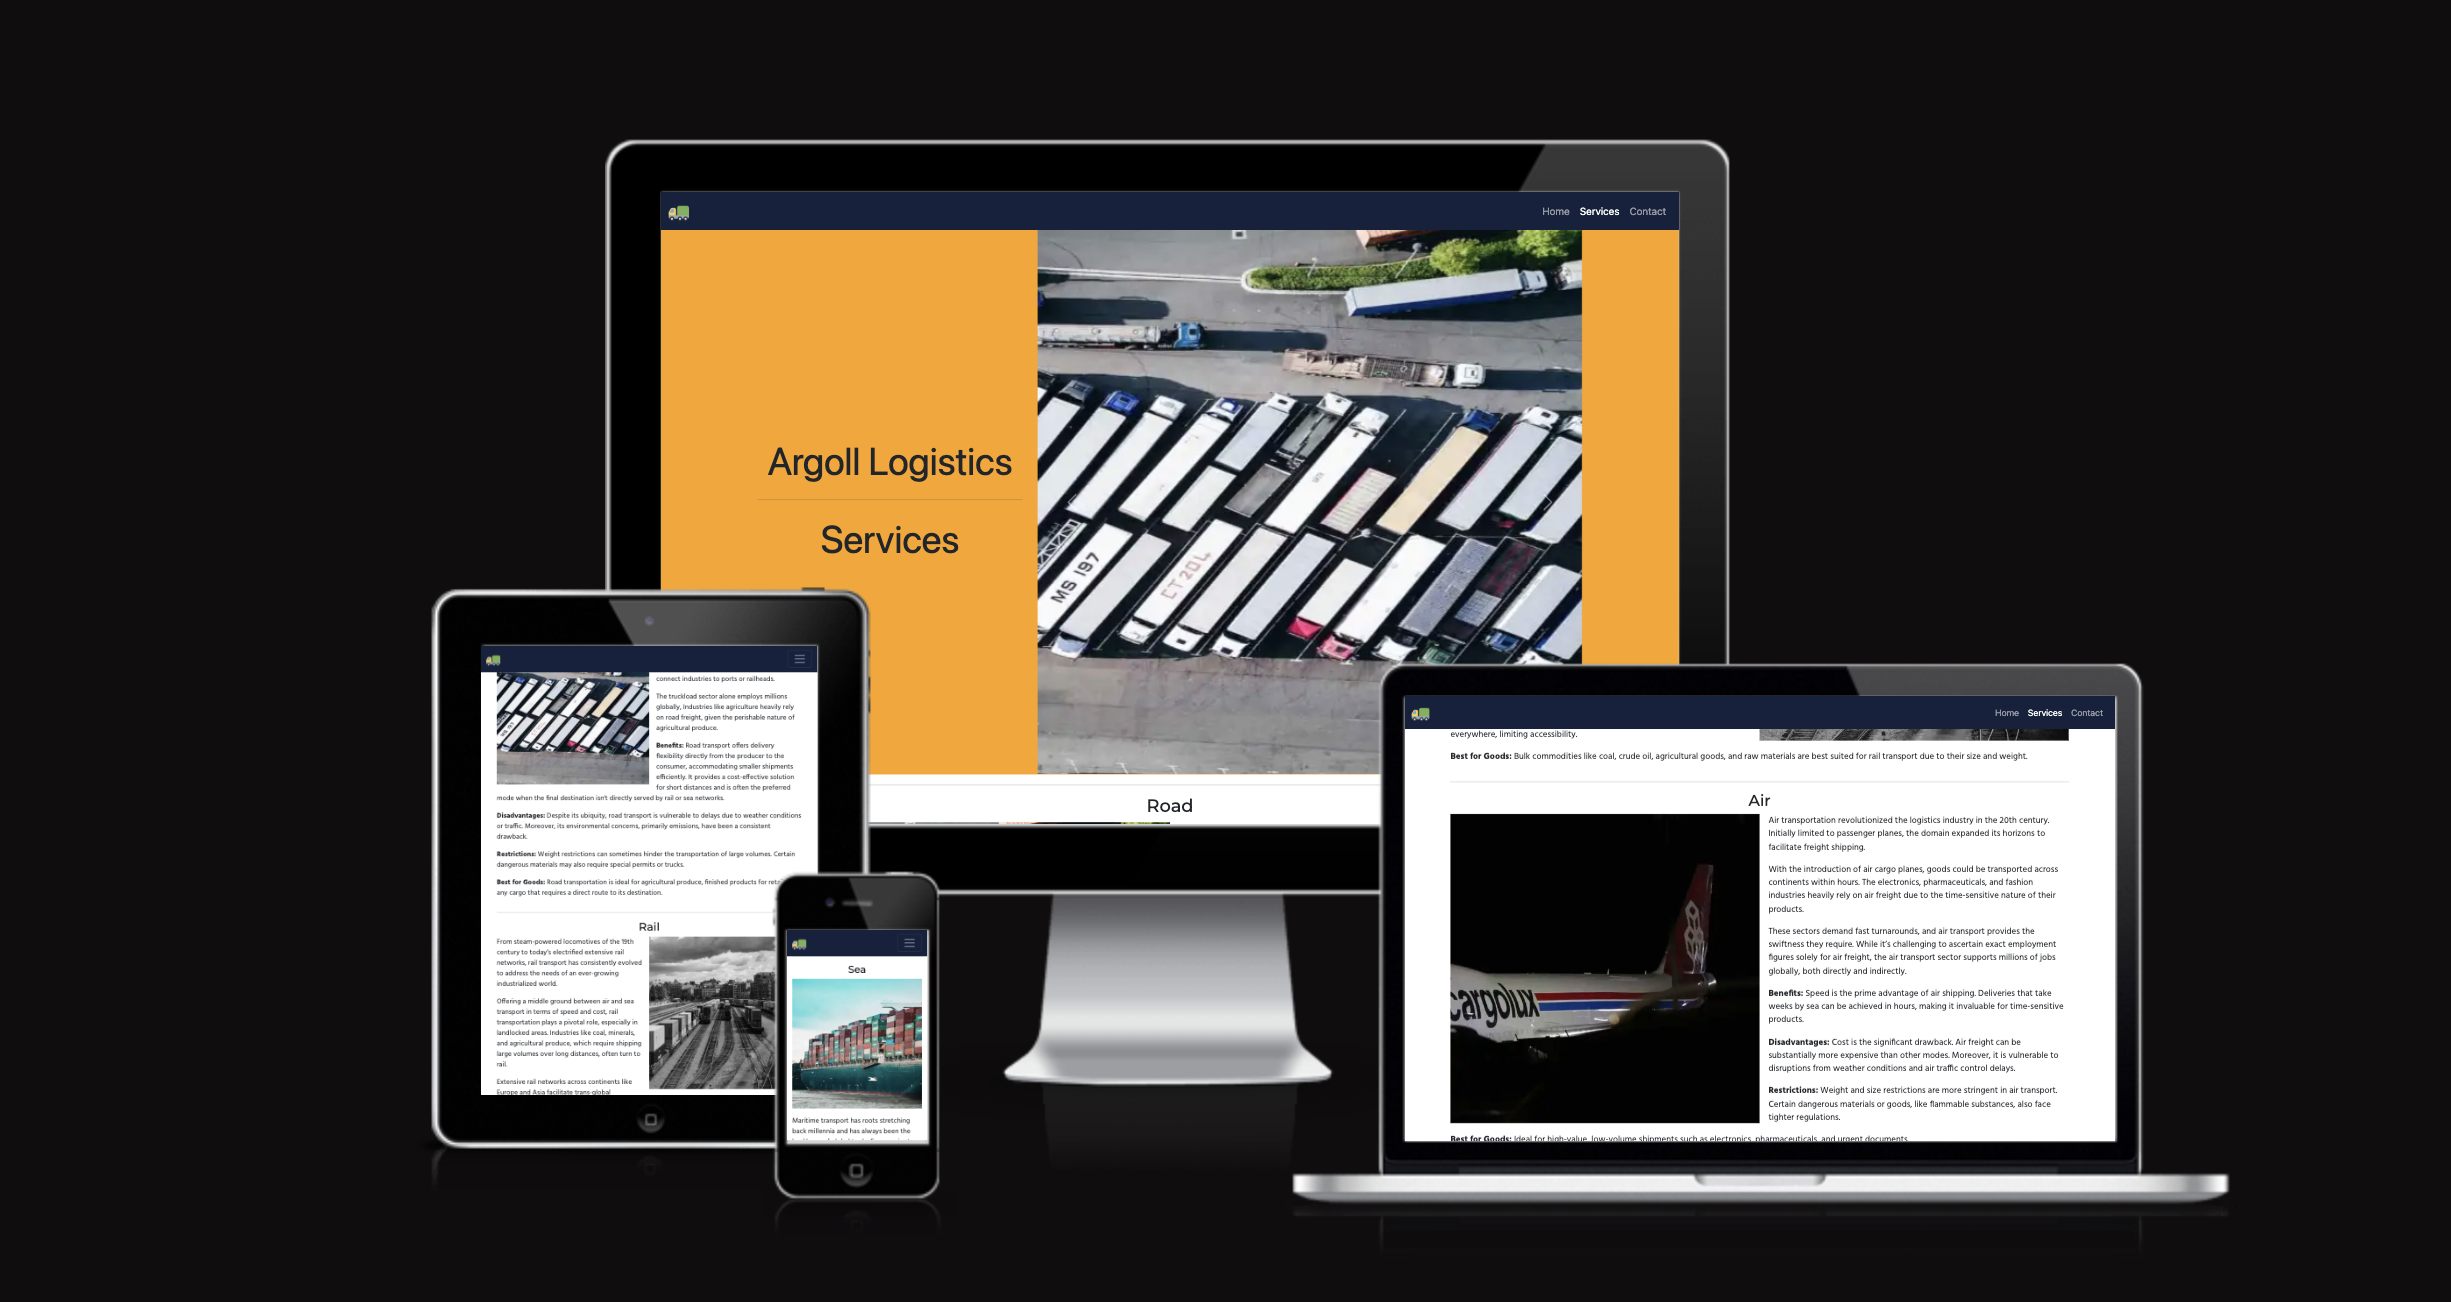 Home Services Contact
Argoll Logistics
Services
MS 197
CT 204
Road
connect industries to ports or railheads.
The truckload sector alone employs millions
globally, Industries like agriculture heavily rely
on road freight, given the perishable nature of
agricultural produce.
Benefits: Road transport offers delivery
flexibility directly from the producer to the
consumer, accommodating smaller shipments
efficiently. It provides a cost-effective solution
for short distances and is often the preferred
mode when the final destination isn't directly served by rail or sea networks.
Disadvantages: Despite its ubiquity, road transport is vulnerable to delays due to weather conditions
or traffic. Moreover, its environmental concerns, primarily emissions, have been a consistent
drawback.
Restrictions: Weight restrictions can sometimes hinder the transportation of large volumes. Certain
dangerous materials may also require special permits or trucks.
Best for Goods: Road transportation is ideal for agricultural produce, finished products for
any cargo that requires a direct route to its destination.
Rail
From steam-powered locomotives of the 19th
century to today's electrified extensive rail
networks, rail transport has consistently evolved
to address the needs of an ever-growing
industrialized world.
Offering a middle ground between air and sea
transport in terms of speed and cost, rail
transportation plays a pivotal role, especially in
landlocked areas. Industries like coal, minerals,
and agricultural produce, which require shipping
large volumes over long distances, often turn to
rail.
Extensive rail networks across continents like
Europe and Asia facilitate trans-global
Sea
Maritime transport has roots stretching
back millennia and has always been the
Home Services Contact
everywhere, limiting accessibility.
Best for Goods: Bulk commodities like coal, crude oil, agricultural goods, and raw materials are best suited for rail transport due to their size and weight.
Air
cargolux
Air transportation revolutionized the logistics industry in the 20th century.
Initially limited to passenger planes, the domain expanded its horizons to
facilitate freight shipping.
With the introduction of air cargo planes, goods could be transported across
continents within hours. The electronics, pharmaceuticals, and fashion
industries heavily rely on air freight due to the time-sensitive nature of their
products.
These sectors demand fast turnarounds, and air transport provides the
swiftness they require. While it's challenging to ascertain exact employment
figures solely for air freight, the air transport sector supports millions of jobs
globally, both directly and indirectly.
Benefits: Speed is the prime advantage of air shipping. Deliveries that take
weeks by sea can be achieved in hours, making it invaluable for time-sensitive
products.
Disadvantages: Cost is the significant drawback. Air freight can be
substantially more expensive than other modes. Moreover, it is vulnerable to
disruptions from weather conditions and air traffic control delays.
Restrictions: Weight and size restrictions are more stringent in air transport.
Certain dangerous materials or goods, like flammable substances, also face
tighter regulations.
Best for Goods: Ideal for high-value, low-volume shipments such as electronics, pharmaceuticals, and urgent documents